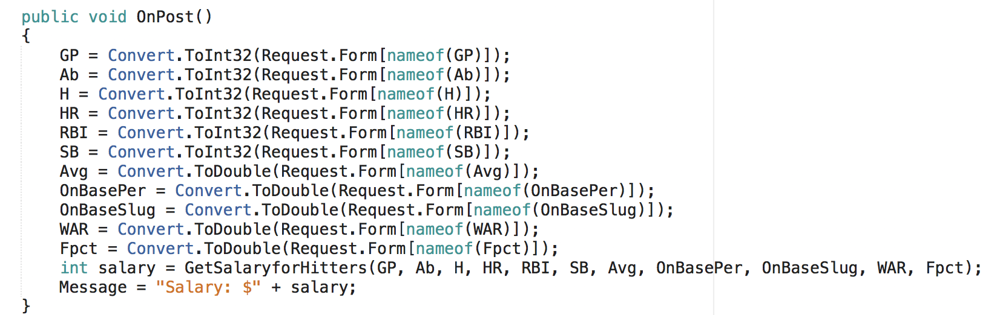 public void OnPost()
{
GP = Convert.ToInt32(Request.Form[nameof(GP)]);
Ab = Convert.ToInt32(Request.Form[nameof(Ab)]);
H = Convert.ToInt32(Request.Form[nameof(H)]);
HR = Convert.ToInt32(Request.Form[nameof(HR)]);
RBI = Convert.ToInt32(Request.Form[nameof(RBI)]);
SB = Convert.ToInt32(Request.Form[nameof(SB)]);
Avg = Convert.ToDouble(Request.Form[nameof(Avg)]);
OnBasePer = Convert.ToDouble(Request.Form[nameof(OnBasePer)]);
OnBaseSlug = Convert.ToDouble(Request.Form[nameof(OnBaseSlug)]);
WAR = Convert.ToDouble(Request.Form[nameof(WAR)]);
Fpct = Convert.ToDouble(Request.Form[nameof(Fpct)]);
int salary = GetSalaryforHitters(GP, Ab, H, HR, RBI, SB, Avg, OnBasePer, OnBaseSlug, WAR, Fpct);
Message = "Salary: $" + salary;
}